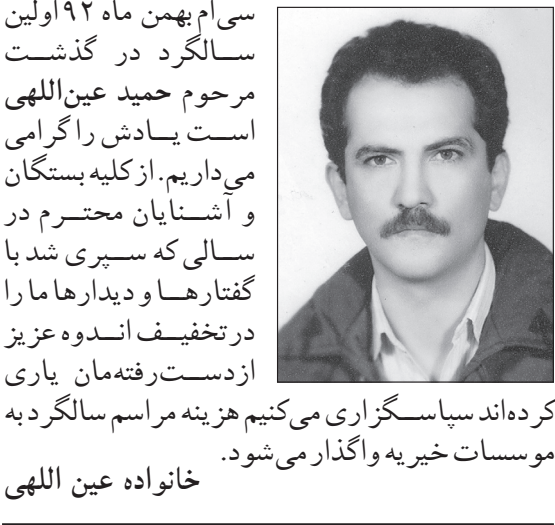 سی‌ام بهمن ماه ۹۲ اولین
سالگرد در گذشت
مرحوم حمید عین‌اللهی
است یادش را گرامی
می‌داریم. از کلیه بستگان
و آشنایان محترم در
سالی که سپری شد با
گفتارها و دیدارها ما را
در تخفیف اندوه عزیز
ازدست‌رفته‌مان یاری
کرده‌اند سپاسگزاری می‌کنیم هزینه مراسم سالگرد به
موسسات خیریه واگذار می‌شود.
خانواده عین اللهی